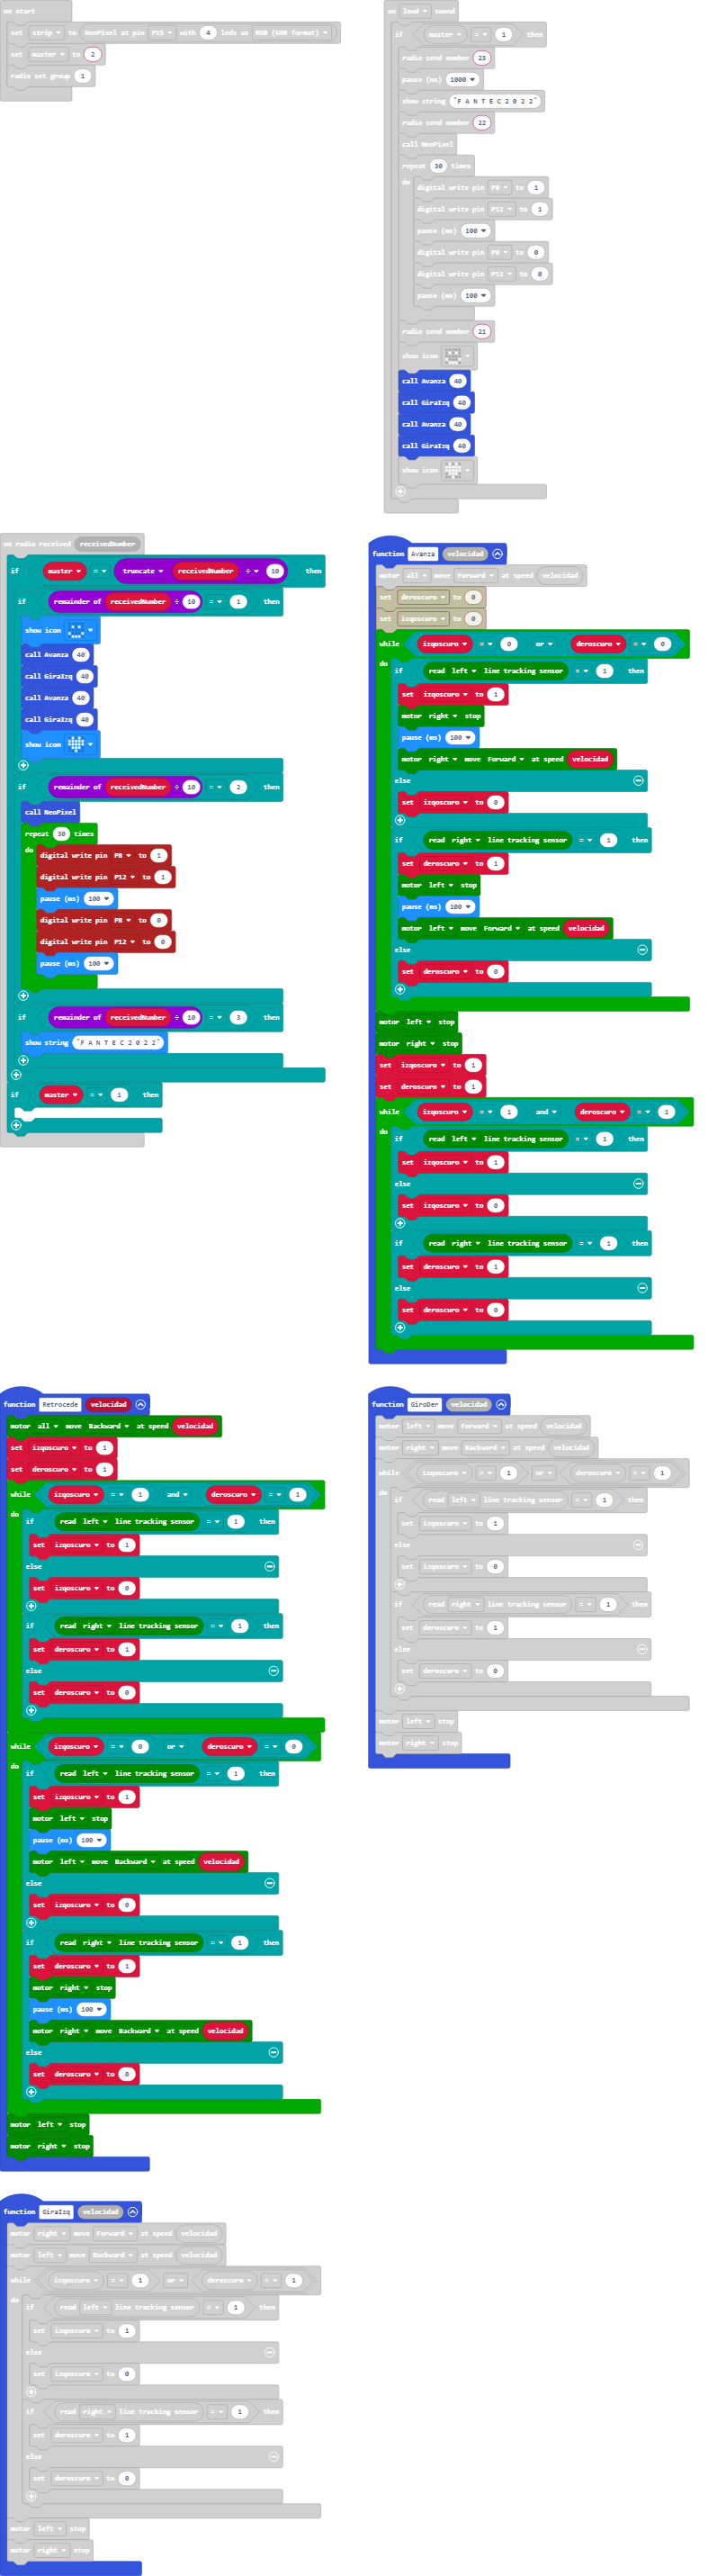 on start
set strip to NeoPixel at pin P15 with 4 leds as RGB (GRB format)
set master to 2
radio set group 1
on loud sound
if master = 1 then
radio send number 23
pause (ms) 1000
show string "F A N T E C 2 0 2 2"
radio send number 22
call NeoPixel
repeat 30 times
do
digital write pin P8 to 1
digital write pin P12 to 1
pause (ms) 100
digital write pin P8 to 0
digital write pin P12 to 0
pause (ms) 100
radio send number 21
show icon
call Avanza 40
call GiraIzq 40
call Avanza 40
call GiraIzq 40
show icon
on radio received receivedNumber
if master = truncate receivedNumber ÷ 10 then
if remainder of receivedNumber ÷ 10 = 1 then
show icon
call Avanza 40
call GiraIzq 40
call Avanza 40
call GiraIzq 40
show icon
if remainder of receivedNumber ÷ 10 = 2 then
call NeoPixel
repeat 30 times
do
digital write pin P8 to 1
digital write pin P12 to 1
pause (ms) 100
digital write pin P8 to 0
digital write pin P12 to 0
pause (ms) 100
if remainder of receivedNumber ÷ 10 = 3 then
show string "F A N T E C 2 0 2 2"
if master = 1 then
function Avanza velocidad
motor all move Forward at speed velocidad
set deroscuro to 0
set izqoscuro to 0
while izqoscuro = 0 or deroscuro = 0
do
if read left line tracking sensor = 1 then
set izqoscuro to 1
motor right stop
pause (ms) 100
motor right move Forward at speed velocidad
else
set izqoscuro to 0
if read right line tracking sensor = 1 then
set deroscuro to 1
motor left stop
pause (ms) 100
motor left move Forward at speed velocidad
else
set deroscuro to 0
motor left stop
motor right stop
set izqoscuro to 1
set deroscuro to 1
while izqoscuro = 1 and deroscuro = 1
do
if read left line tracking sensor = 1 then
set izqoscuro to 1
else
set izqoscuro to 0
if read right line tracking sensor = 1 then
set deroscuro to 1
else
set deroscuro to 0
function Retrocede velocidad
motor all move Backward at speed velocidad
set izqoscuro to 1
set deroscuro to 1
while izqoscuro = 1 and deroscuro = 1
do
if read left line tracking sensor = 1 then
set izqoscuro to 1
else
set izqoscuro to 0
if read right line tracking sensor = 1 then
set deroscuro to 1
else
set deroscuro to 0
while izqoscuro = 0 or deroscuro = 0
do
if read left line tracking sensor = 1 then
set izqoscuro to 1
motor left stop
pause (ms) 100
motor left move Backward at speed velocidad
else
set izqoscuro to 0
if read right line tracking sensor = 1 then
set deroscuro to 1
motor right stop
pause (ms) 100
motor right move Backward at speed velocidad
else
set deroscuro to 0
motor left stop
motor right stop
function GiroDer velocidad
motor left move Forward at speed velocidad
motor right move Backward at speed velocidad
while izqoscuro = 1 or deroscuro = 1
do
if read left line tracking sensor = 1 then
set izqoscuro to 1
else
set izqoscuro to 0
if read right line tracking sensor = 1 then
set deroscuro to 1
else
set deroscuro to 0
motor left stop
motor right stop
function GiraIzq velocidad
motor right move Forward at speed velocidad
motor left move Backward at speed velocidad
while izqoscuro = 1 or deroscuro = 1
do
if read left line tracking sensor = 1 then
set izqoscuro to 1
else
set izqoscuro to 0
if read right line tracking sensor = 1 then
set deroscuro to 1
else
set deroscuro to 0
motor left stop
motor right stop